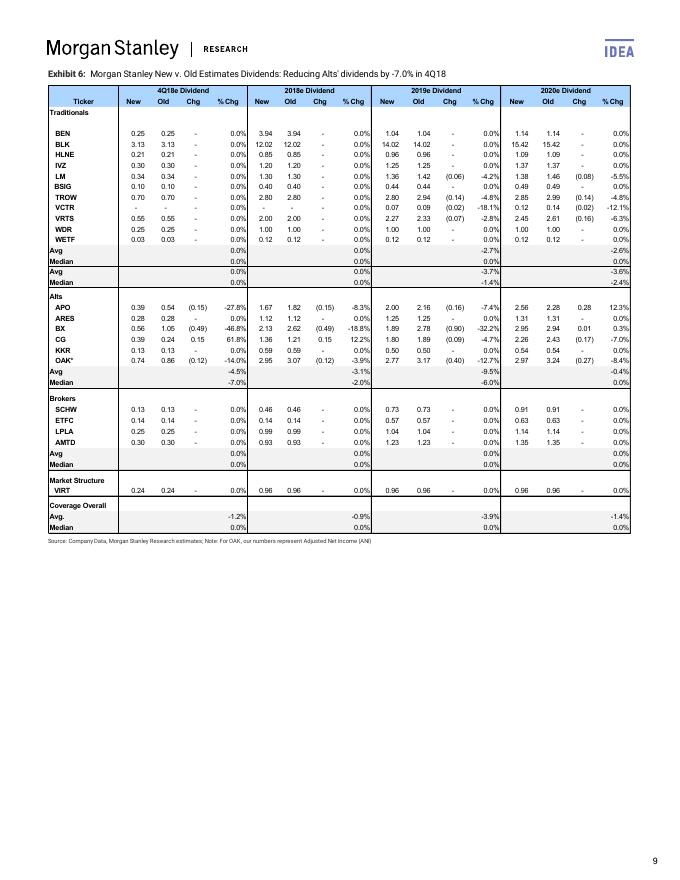 Morgan Stanley | RESEARCH
IDEA
Exhibit 6: Morgan Stanley New v. Old Estimates Dividends: Reducing Alts' dividends by -7.0% in 4Q18
4Q18e Dividend 2018e Dividend 2019e Dividend 2020e Dividend
Ticker New Old Chg % Chg New Old Chg % Chg New Old Chg % Chg New Old Chg % Chg
Traditionals
BEN 0.25 0.25 - 0.0% 3.94 3.94 - 0.0% 1.04 1.04 - 0.0% 1.14 1.14 - 0.0%
BLK 3.13 3.13 - 0.0% 12.02 12.02 - 0.0% 14.02 14.02 - 0.0% 15.42 15.42 - 0.0%
HLNE 0.21 0.21 - 0.0% 0.85 0.85 - 0.0% 0.96 0.96 - 0.0% 1.09 1.09 - 0.0%
IVZ 0.30 0.30 - 0.0% 1.20 1.20 - 0.0% 1.25 1.25 - 0.0% 1.37 1.37 - 0.0%
LM 0.34 0.34 - 0.0% 1.30 1.30 - 0.0% 1.36 1.42 (0.06) -4.2% 1.38 1.46 (0.08) -5.5%
BSIG 0.10 0.10 - 0.0% 0.40 0.40 - 0.0% 0.44 0.44 - 0.0% 0.49 0.49 - 0.0%
TROW 0.70 0.70 - 0.0% 2.80 2.80 - 0.0% 2.80 2.94 (0.14) -4.8% 2.85 2.99 (0.14) -4.8%
VCTR - - 0.0% - - - 0.0% 0.07 0.09 (0.02) -18.1% 0.12 0.14 (0.02) -12.1%
VRTS 0.55 0.55 - 0.0% 2.00 2.00 - 0.0% 2.27 2.33 (0.07) -2.8% 2.45 2.61 (0.16) -6.3%
WDR 0.25 0.25 - 0.0% 1.00 1.00 - 0.0% 1.00 1.00 - 0.0% 1.00 1.00 - 0.0%
WETF 0.03 0.03 - 0.0% 0.12 0.12 - 0.0% 0.12 0.12 - 0.0% 0.12 0.12 - 0.0%
Avg 0.0% 0.0% -2.7% -2.6%
Median 0.0% 0.0% 0.0% 0.0%
Avg 0.0% 0.0% -3.7% -3.6%
Median 0.0% 0.0% -1.4% -2.4%
Alts
APO 0.39 0.54 (0.15) -27.8% 1.67 1.82 (0.15) -8.3% 2.00 2.16 (0.16) -7.4% 2.56 2.28 0.28 12.3%
ARES 0.28 0.28 - 0.0% 1.12 1.12 - 0.0% 1.25 1.25 - 0.0% 1.31 1.31 - 0.0%
BX 0.56 1.05 (0.49) -46.8% 2.13 2.62 (0.49) -18.8% 1.89 2.78 (0.90) -32.2% 2.95 2.94 0.01 0.3%
CG 0.39 0.24 0.15 61.8% 1.36 1.21 0.15 12.2% 1.80 1.89 (0.09) -4.7% 2.26 2.43 (0.17) -7.0%
KKR 0.13 0.13 - 0.0% 0.59 0.59 - 0.0% 0.50 0.50 - 0.0% 0.54 0.54 - 0.0%
OAK* 0.74 0.86 (0.12) -14.0% 2.95 3.07 (0.12) -3.9% 2.77 3.17 (0.40) -12.7% 2.97 3.24 (0.27) -8.4%
Avg -4.5% -3.1% -9.5% -0.4%
Median -7.0% -2.0% -6.0% 0.0%
Brokers
SCHW 0.13 0.13 - 0.0% 0.46 0.46 - 0.0% 0.73 0.73 - 0.0% 0.91 0.91 - 0.0%
ETFC 0.14 0.14 - 0.0% 0.14 0.14 - 0.0% 0.57 0.57 - 0.0% 0.63 0.63 - 0.0%
LPLA 0.25 0.25 - 0.0% 0.99 0.99 - 0.0% 1.04 1.04 - 0.0% 1.14 1.14 - 0.0%
AMTD 0.30 0.30 - 0.0% 0.93 0.93 - 0.0% 1.23 1.23 - 0.0% 1.35 1.35 - 0.0%
Avg 0.0% 0.0% 0.0% 0.0%
Median 0.0% 0.0% 0.0% 0.0%
Market Structure
VIRT 0.24 0.24 - 0.0% 0.96 0.96 - 0.0% 0.96 0.96 - 0.0% 0.96 0.96 - 0.0%
Coverage Overall
Avg. -1.2% -0.9% -3.9% -1.4%
Median 0.0% 0.0% 0.0% 0.0%
Source: Company Data, Morgan Stanley Research estimates; Note: For OAK, our numbers represent Adjusted Net Income (ANI)
9